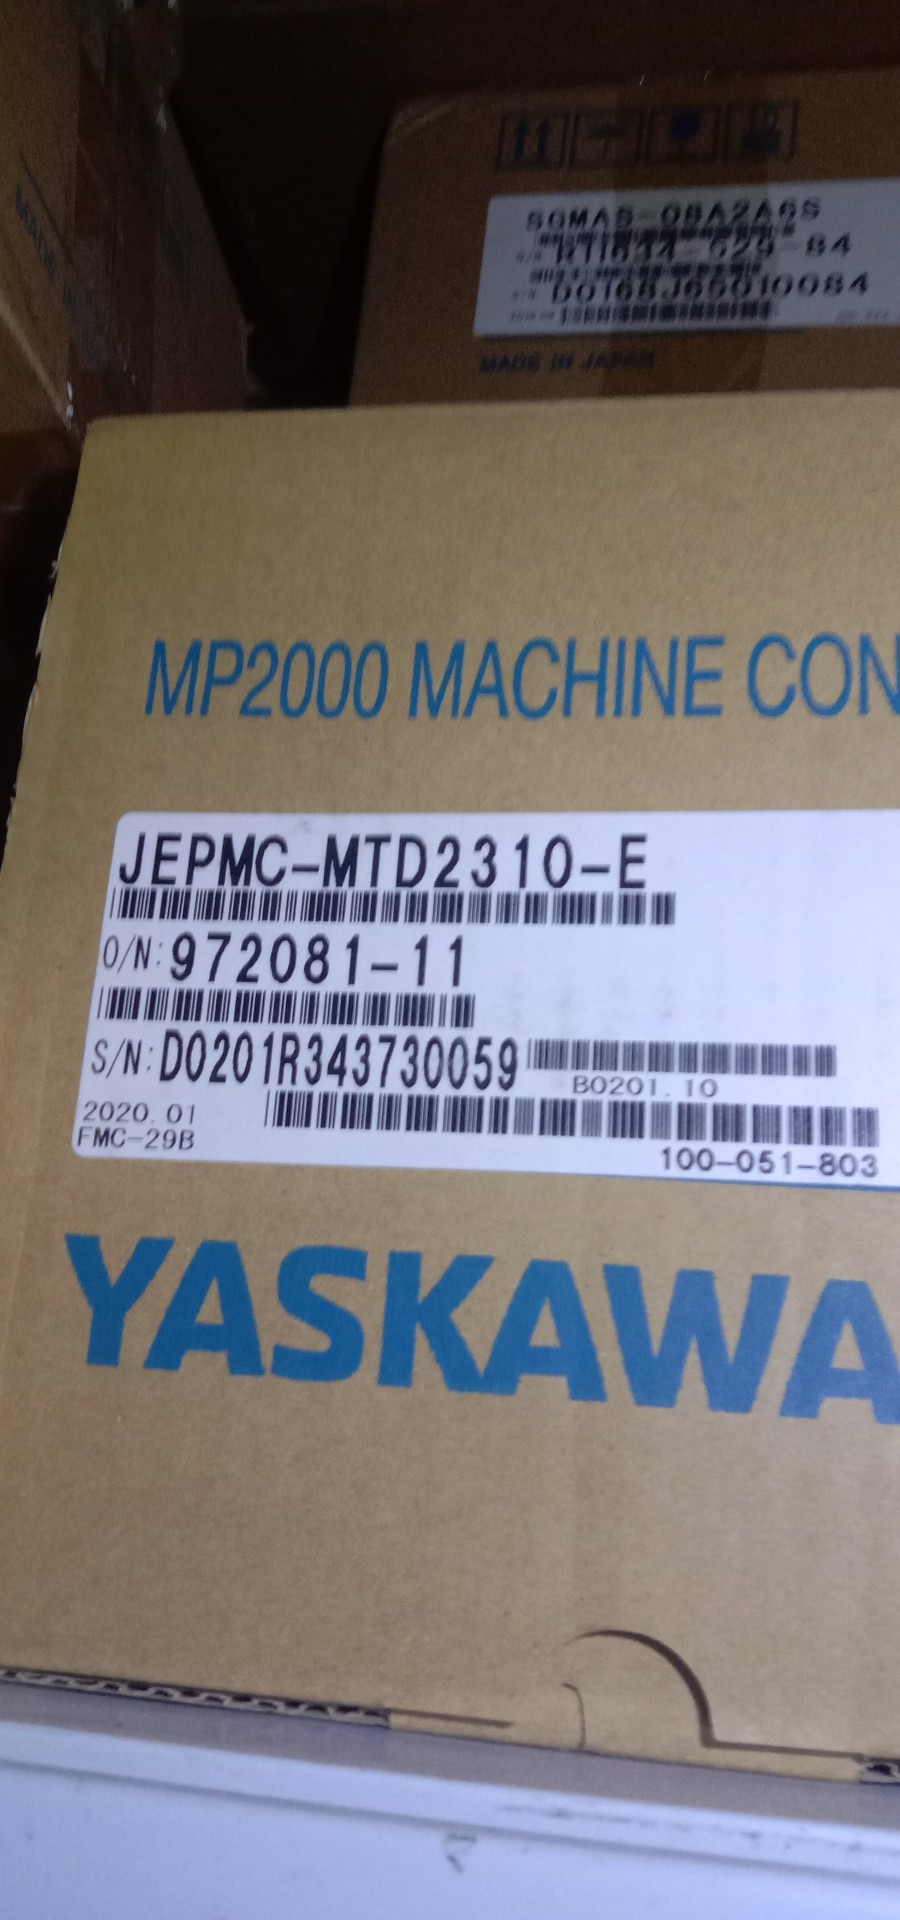 SGMAS-08A2A6S
MADE IN JAPAN
MP2000 MACHINE CON
JEPMC-MTD2310-E
O/N: 972081-11
S/N: D0201R343730059
B0201.10
2020.01
FMC-29B
100-051-803
YASKAWA